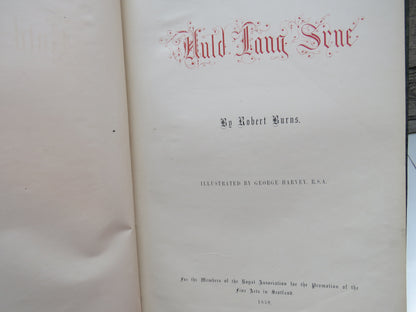 Auld Lang Syne
By Robert Burns.
ILLUSTRATED BY GEORGE HARVEY, R.S.A.
For the Members of the Royal Association for the Promotion of the
Fine Arts in Scotland.
1859.